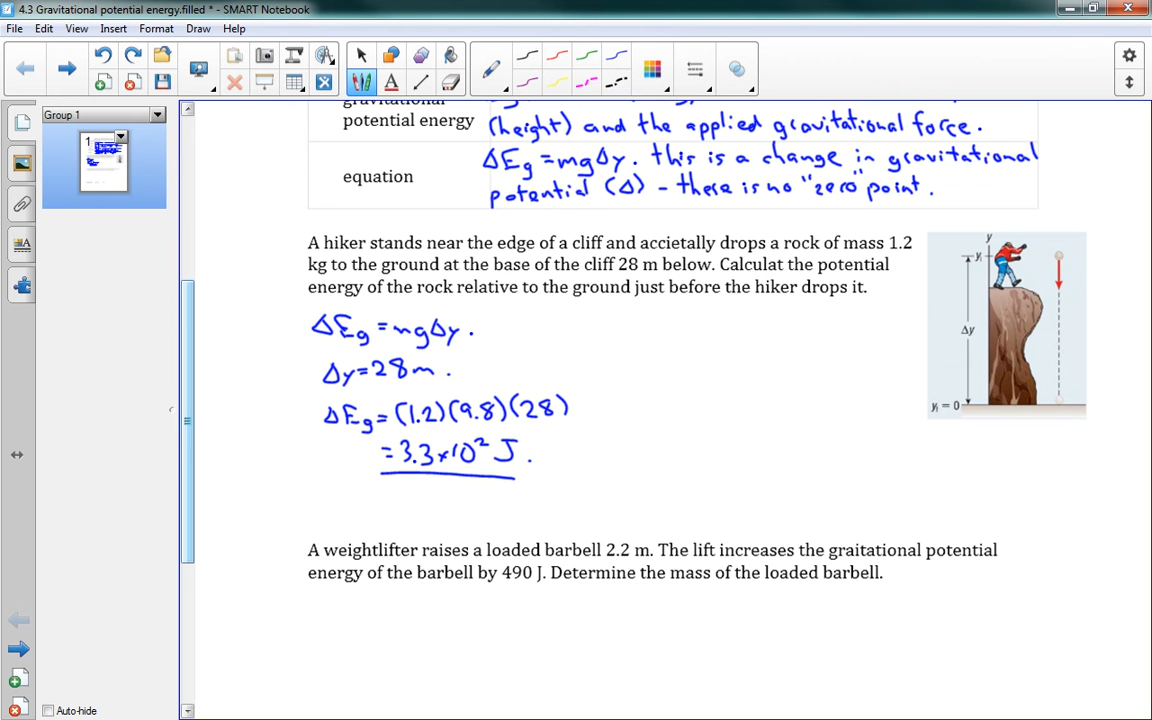 4.3 Gravitational potential energy.filled * - SMART Notebook
File Edit View Insert Format Draw Help
Group 1
1
gravitational
potential energy
(height) and the applied gravitational force.
equation
ΔEg = mgΔy. this is a change in gravitational
potential (Δ) - there is no "zero" point.
A hiker stands near the edge of a cliff and accietally drops a rock of mass 1.2
kg to the ground at the base of the cliff 28 m below. Calculat the potential
energy of the rock relative to the ground just before the hiker drops it.
y
yi
Δy
y₁ = 0
ΔEg = mgΔy.
Δy = 28 m.
ΔEg = (1.2)(9.8)(28)
= 3.3 × 10² J.
A weightlifter raises a loaded barbell 2.2 m. The lift increases the graitational potential
energy of the barbell by 490 J. Determine the mass of the loaded barbell.
Auto-hide